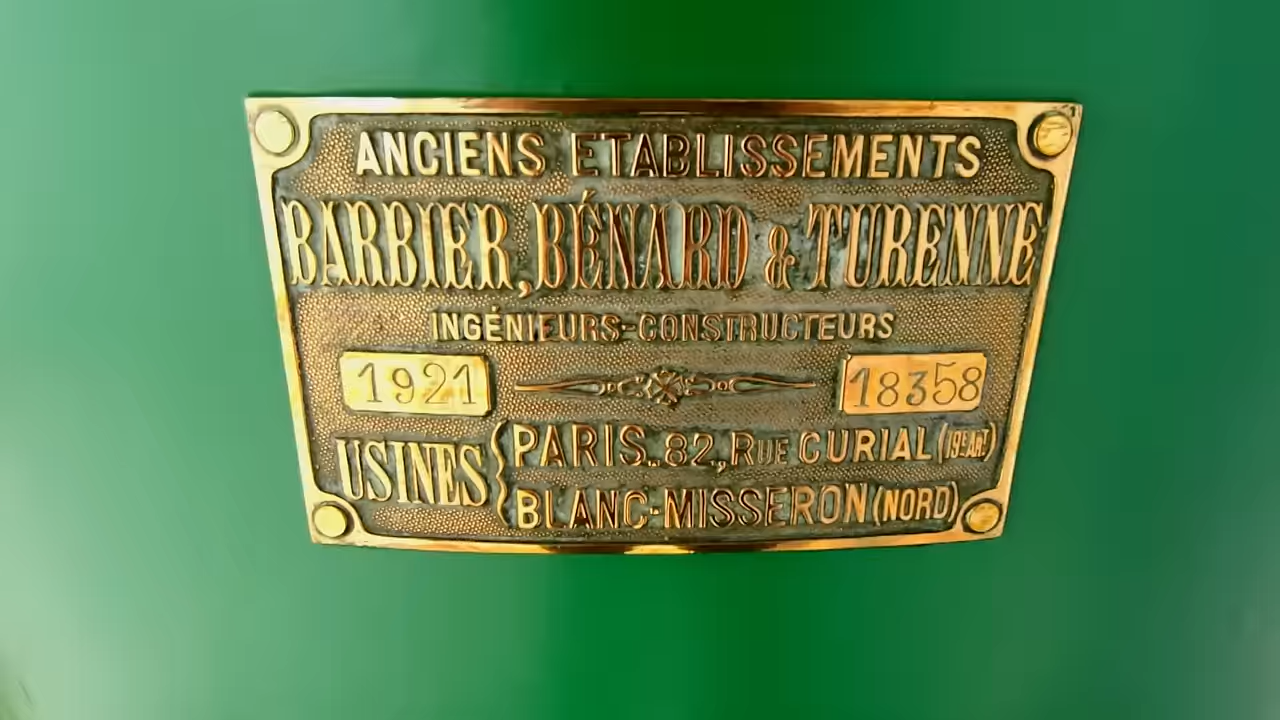 ANCIENS ETABLISSEMENTS
BARBIER, BÉNARD & TURENNE
INGÉNIEURS-CONSTRUCTEURS
1921 18358
USINES PARIS.. 82, RUE CURIAL (19E ART)
BLANC-MISSERON (NORD)